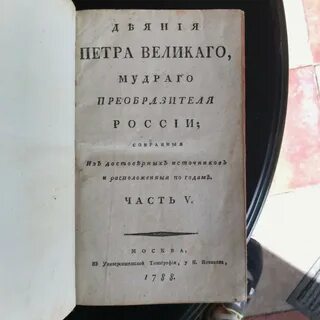 ДѢЯНІЯ
ПЕТРА ВЕЛИКАГО,
МУДРАГО
ПРЕОБРАЗИТЕЛЯ
РОССІИ;
СОБРАННЫЯ
Изъ достовѣрныхъ источниковъ
и расположенныя по годамъ.
ЧАСТЬ V.
МОСКВА,
Въ Университетской Типографіи, у Н. Новикова,
1788.